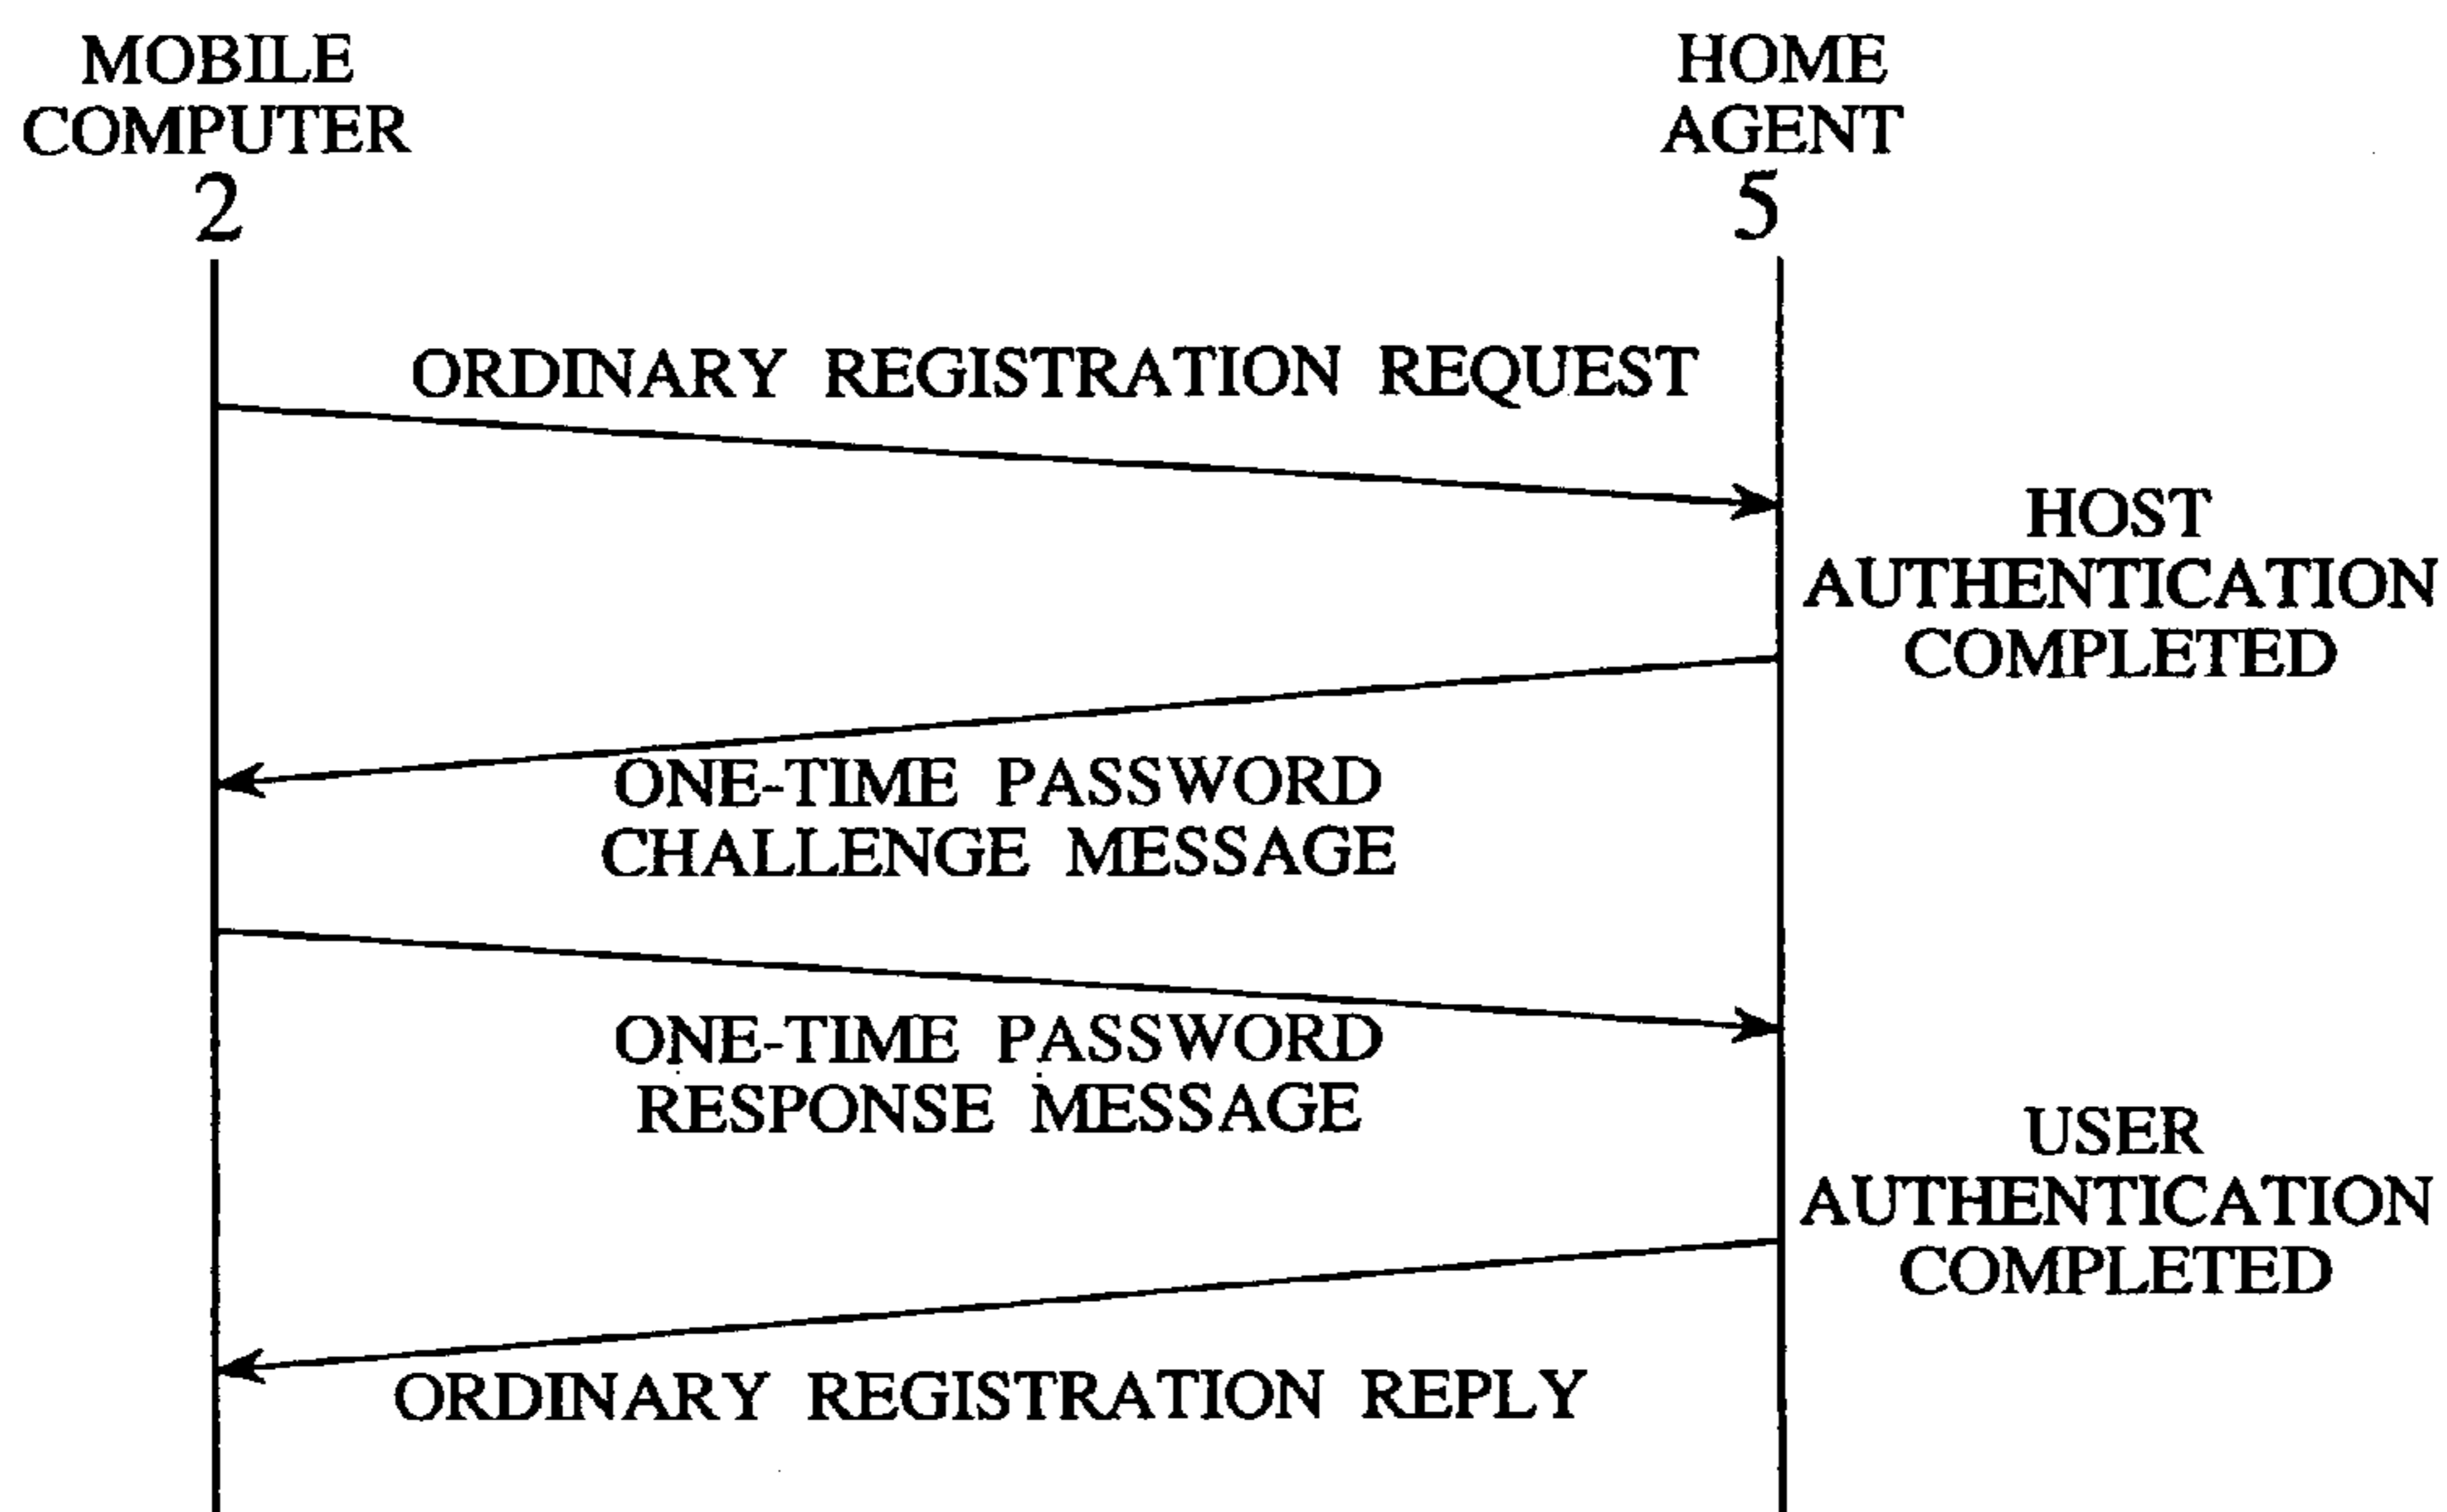 MOBILE
COMPUTER
2
HOME
AGENT
5
ORDINARY REGISTRATION REQUEST
HOST
AUTHENTICATION
COMPLETED
ONE-TIME PASSWORD
CHALLENGE MESSAGE
ONE-TIME PASSWORD
RESPONSE MESSAGE
USER
AUTHENTICATION
COMPLETED
ORDINARY REGISTRATION REPLY